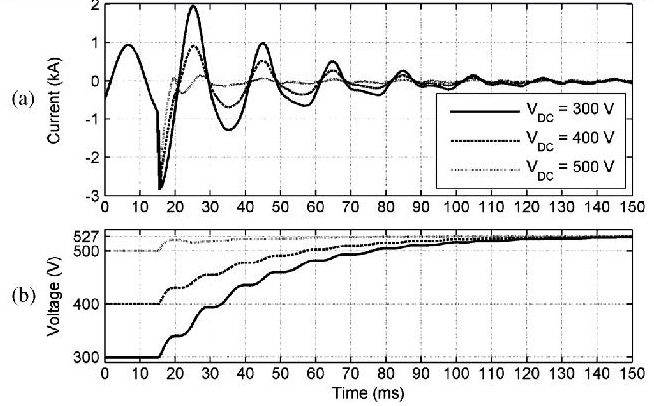 2
1
0
-1
-2
-3
(a)
Current (kA)
V_DC = 300 V
V_DC = 400 V
V_DC = 500 V
0 10 20 30 40 50 60 70 80 90 100 105 110 120 130 140 150
527
500
400
300
(b)
Voltage (V)
0 10 20 30 40 50 60 70 80 90 100 110 120 130 140 150
Time (ms)